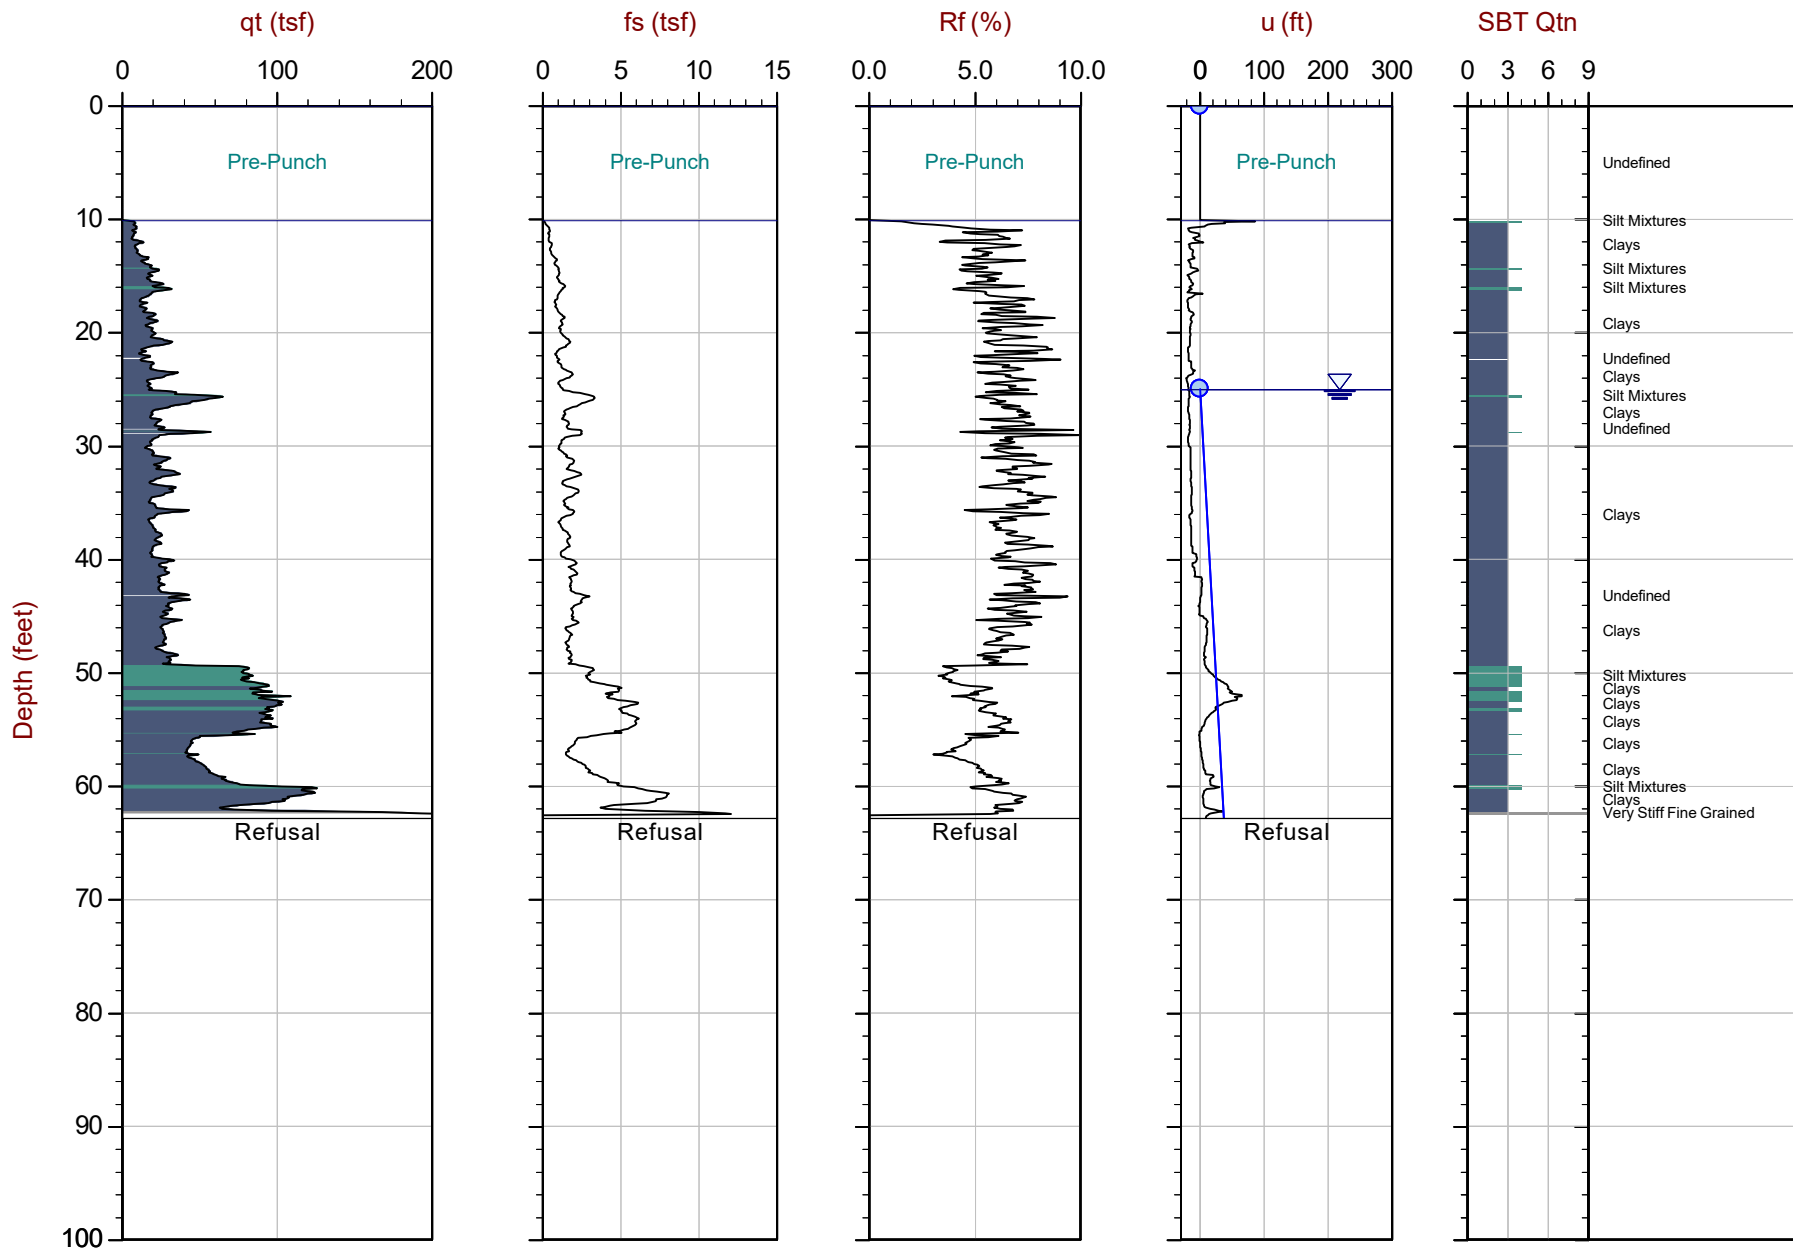 qt (tsf) fs (tsf) Rf (%) u (ft) SBT Qtn
0 100 200 0 5 10 15 0.0 5.0 10.0 0 100 200 300 0 3 6 9
0
Pre-Punch Pre-Punch Pre-Punch Pre-Punch Undefined
10 Silt Mixtures
Clays
Silt Mixtures
Silt Mixtures
20 Clays
Undefined
Clays
Silt Mixtures
Clays
Undefined
30
Clays
40
Undefined
Clays
50 Silt Mixtures
Clays
Clays
Clays
Clays
Clays
60 Silt Mixtures
Clays
Very Stiff Fine Grained
Refusal Refusal Refusal Refusal
70
80
90
100
Depth (feet)